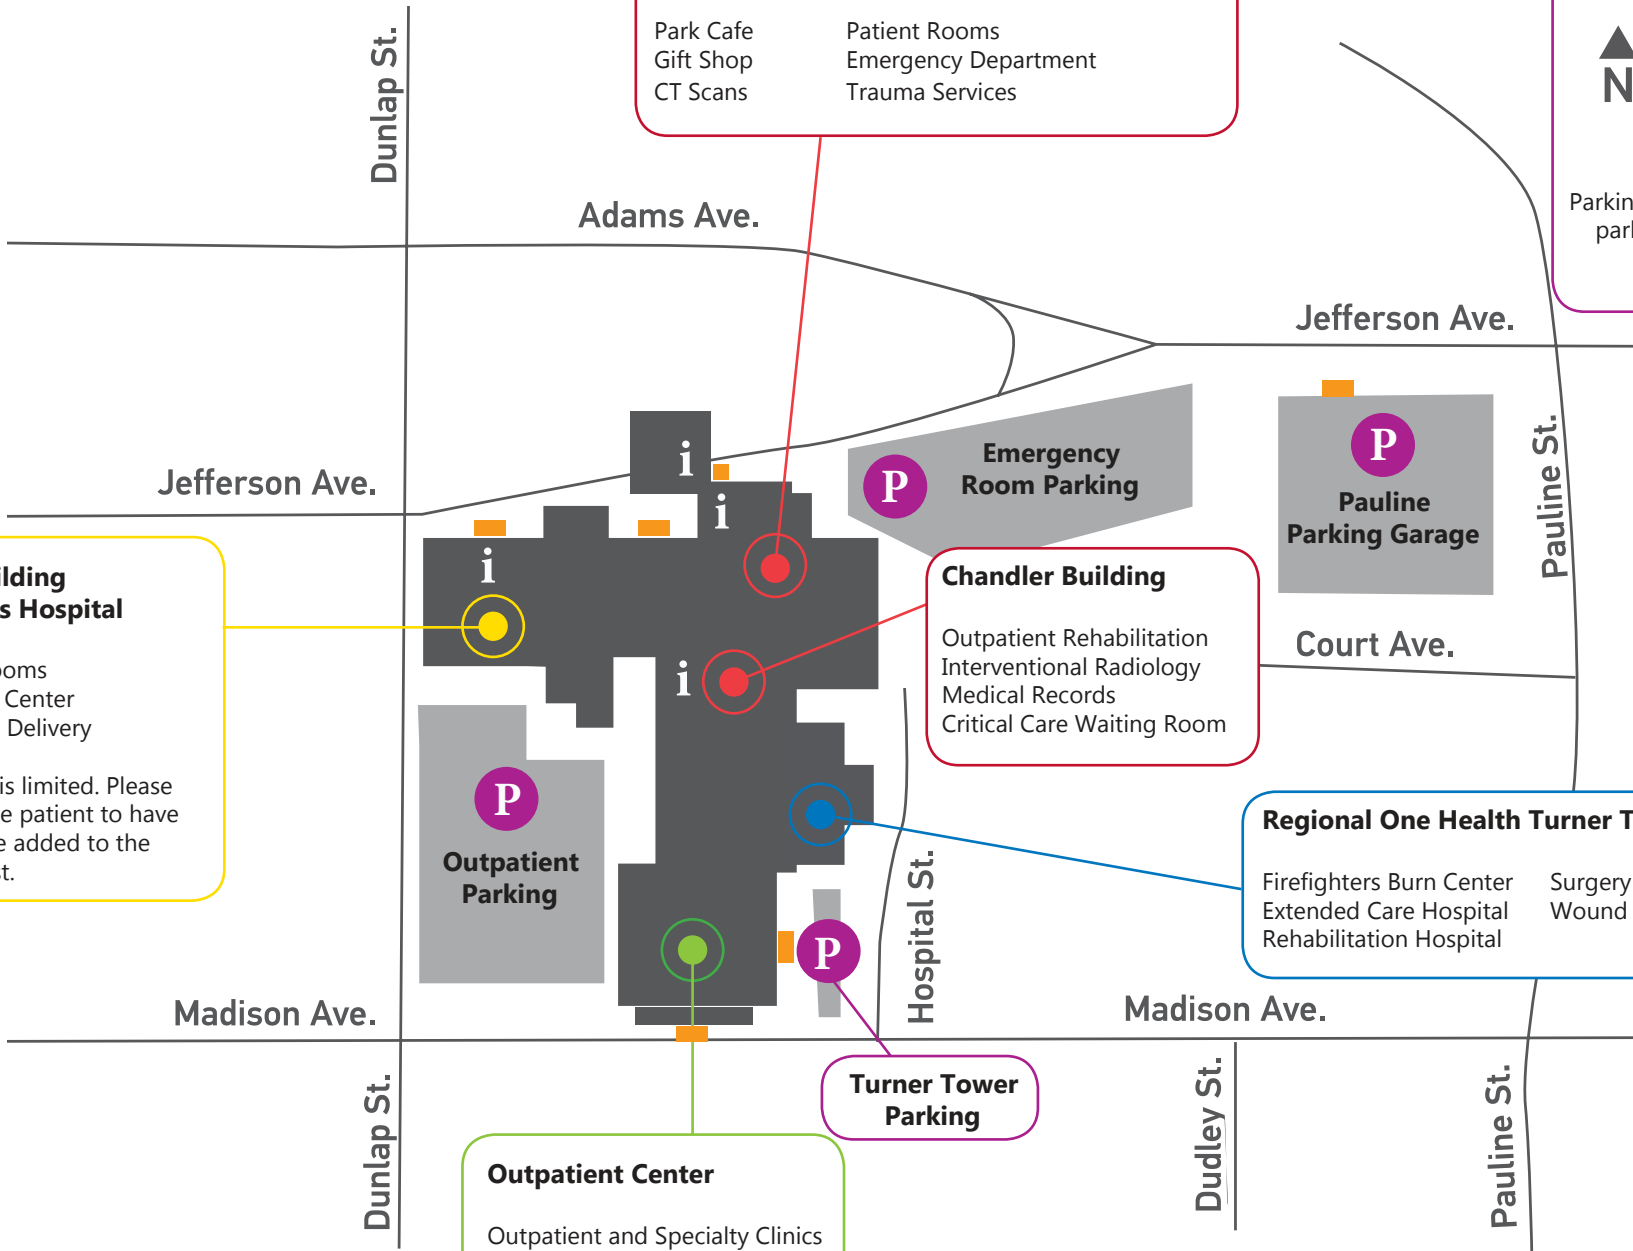 Park Cafe
Gift Shop
CT Scans
Patient Rooms
Emergency Department
Trauma Services
N
Dunlap St.
Adams Ave.
par
Jefferson Ave.
Jefferson Ave.
i
i
i
i
P
Emergency
Room Parking
P
Pauline
Parking Garage
Pauline St.
s Hospital
Center
Delivery
is limited. Please
e patient to have
e added to the
Chandler Building
Outpatient Rehabilitation
Interventional Radiology
Medical Records
Critical Care Waiting Room
Court Ave.
P
Outpatient
Parking
Regional One Health Turner T
Firefighters Burn Center
Extended Care Hospital
Rehabilitation Hospital
Surgery
Wound
P
Hospital St.
Madison Ave.
Madison Ave.
Turner Tower
Parking
Dunlap St.
Dudley St.
Pauline St.
Outpatient Center
Outpatient and Specialty Clinics